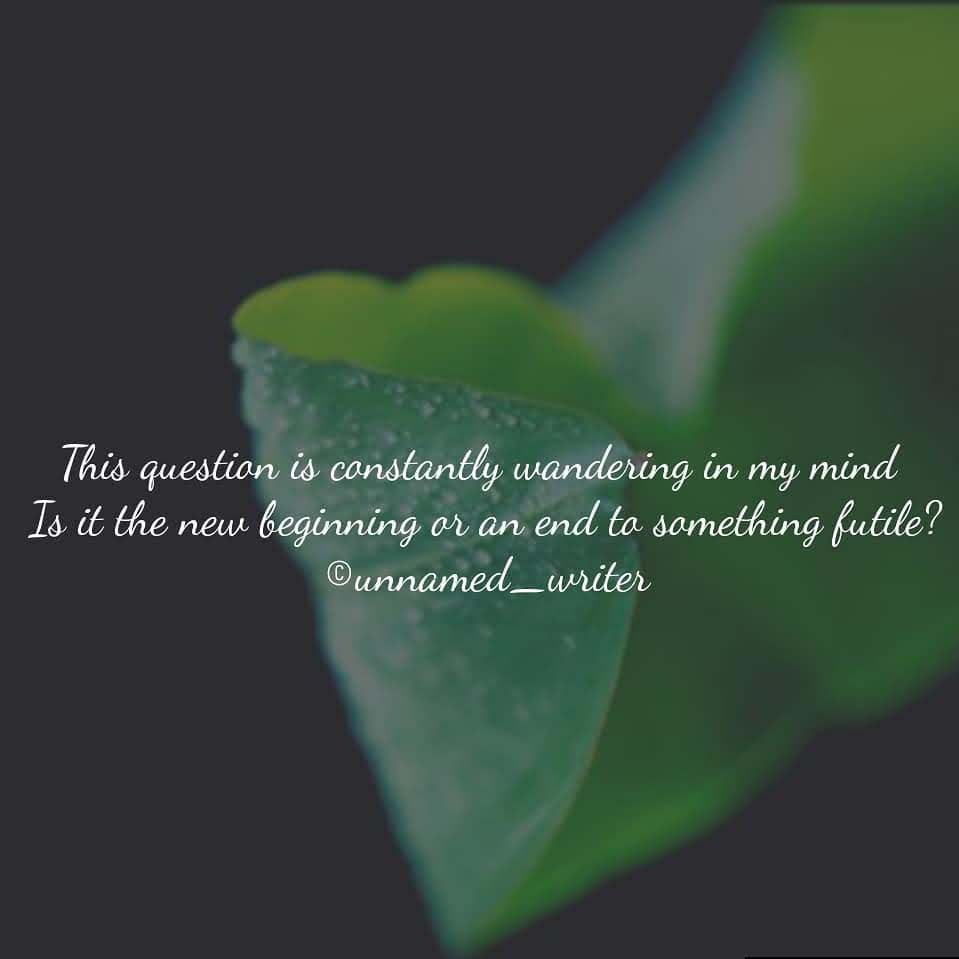 This question is constantly wandering in my mind
Is it the new beginning or an end to something futile?
©unnamed_writer